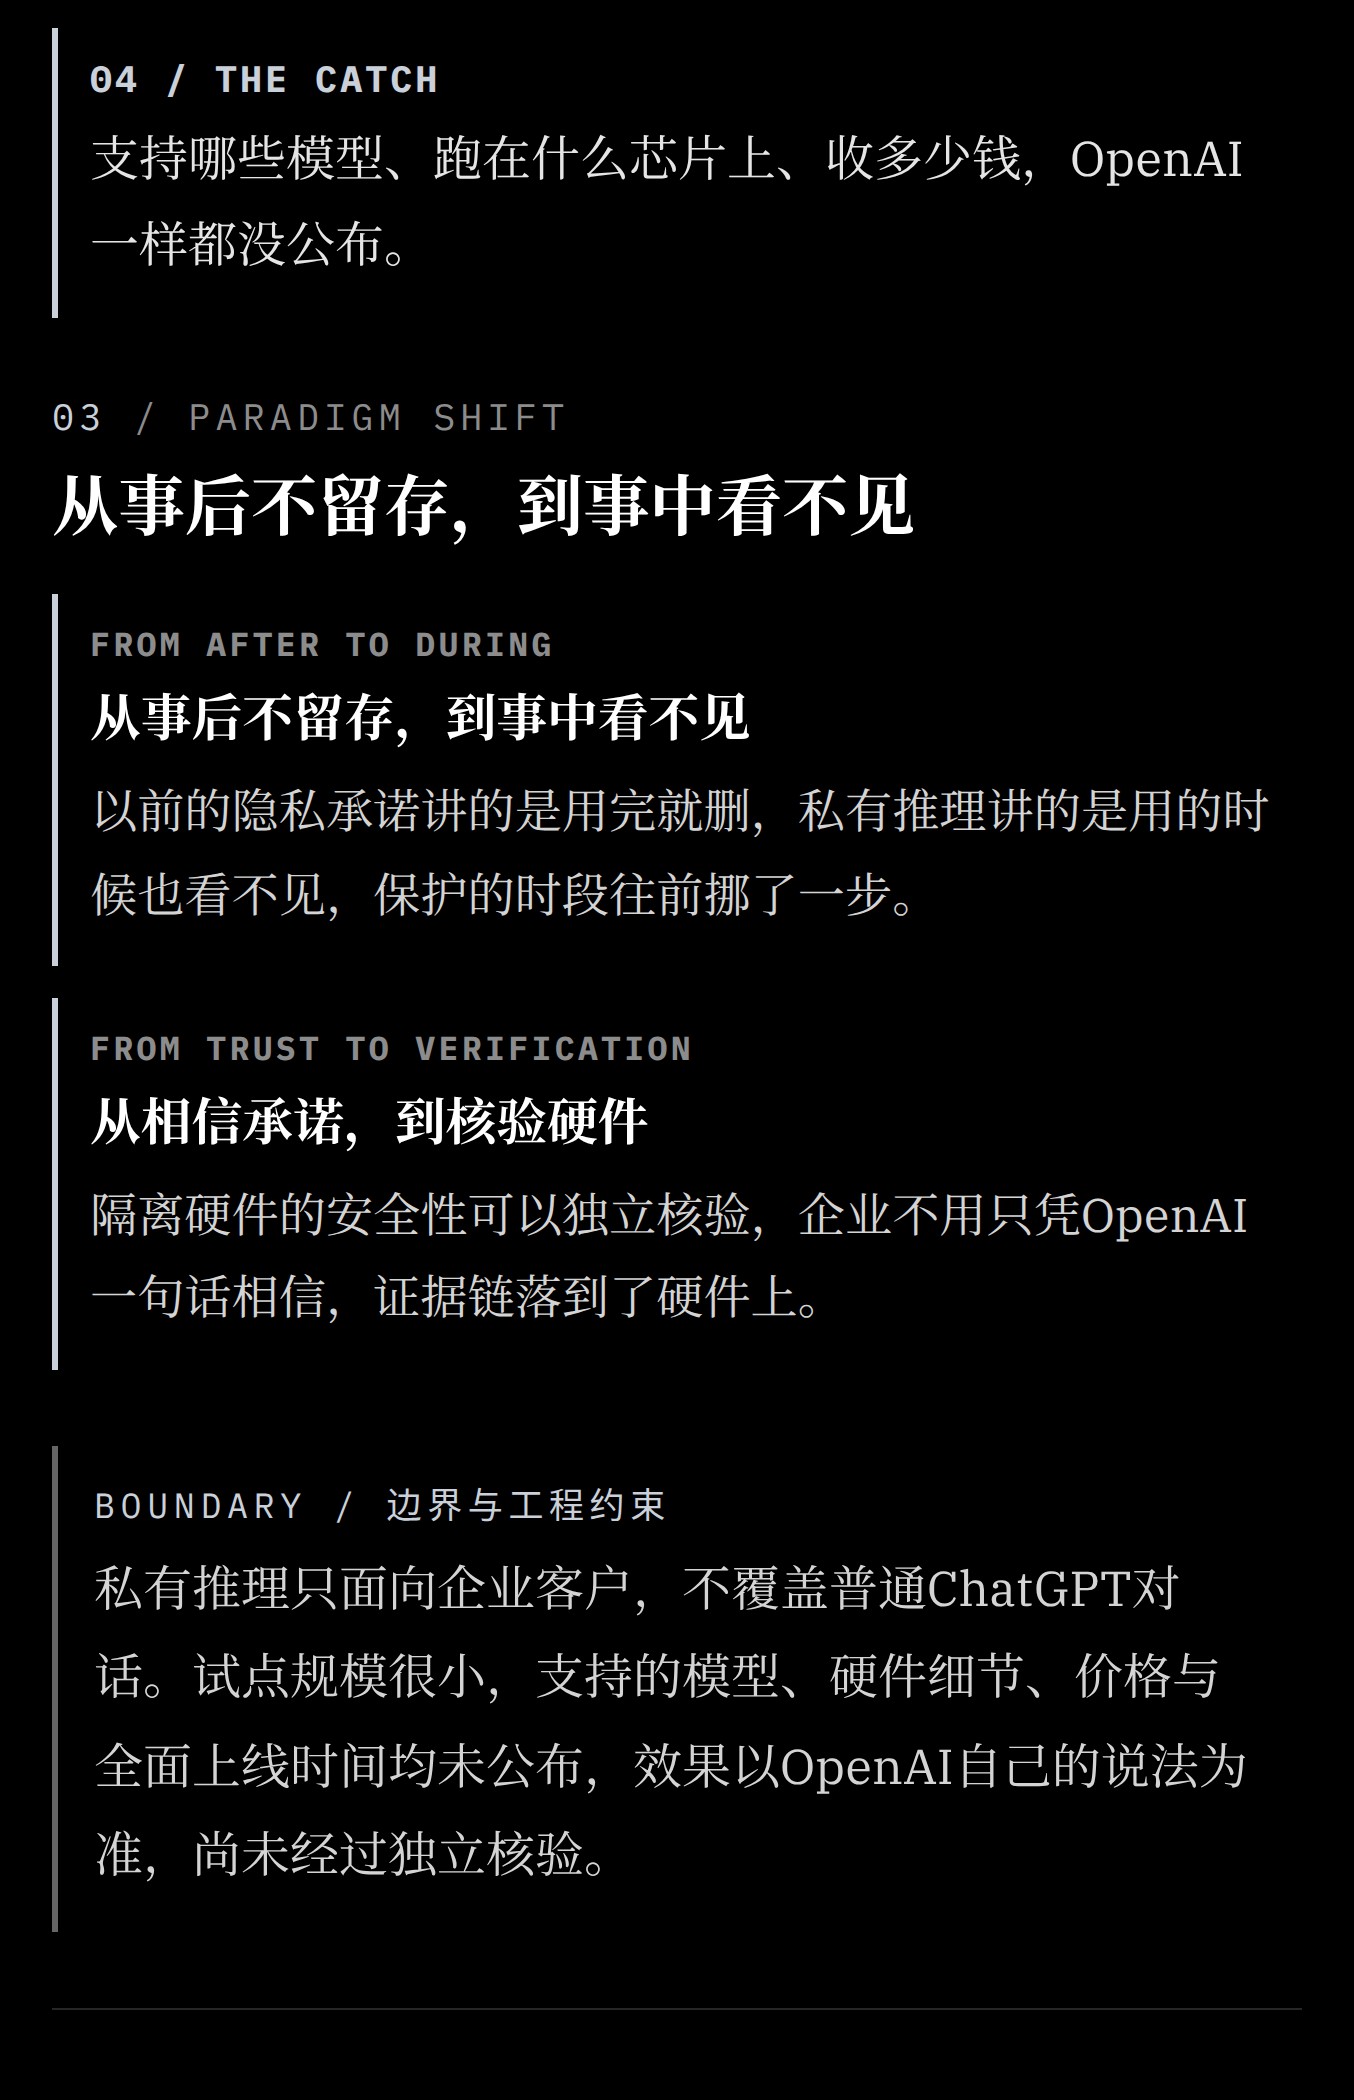 04 / THE CATCH
支持哪些模型、跑在什么芯片上、收多少钱，OpenAI
一样都没公布。
03 / PARADIGM SHIFT
从事后不留存，到事中看不见
FROM AFTER TO DURING
从事后不留存，到事中看不见
以前的隐私承诺讲的是用完就删，私有推理讲的是用的时
候也看不见，保护的时段往前挪了一步。
FROM TRUST TO VERIFICATION
从相信承诺，到核验硬件
隔离硬件的安全性可以独立核验，企业不用只凭OpenAI
一句话相信，证据链落到了硬件上。
BOUNDARY / 边界与工程约束
私有推理只面向企业客户，不覆盖普通ChatGPT对
话。试点规模很小，支持的模型、硬件细节、价格与
全面上线时间均未公布，效果以OpenAI自己的说法为
准，尚未经过独立核验。